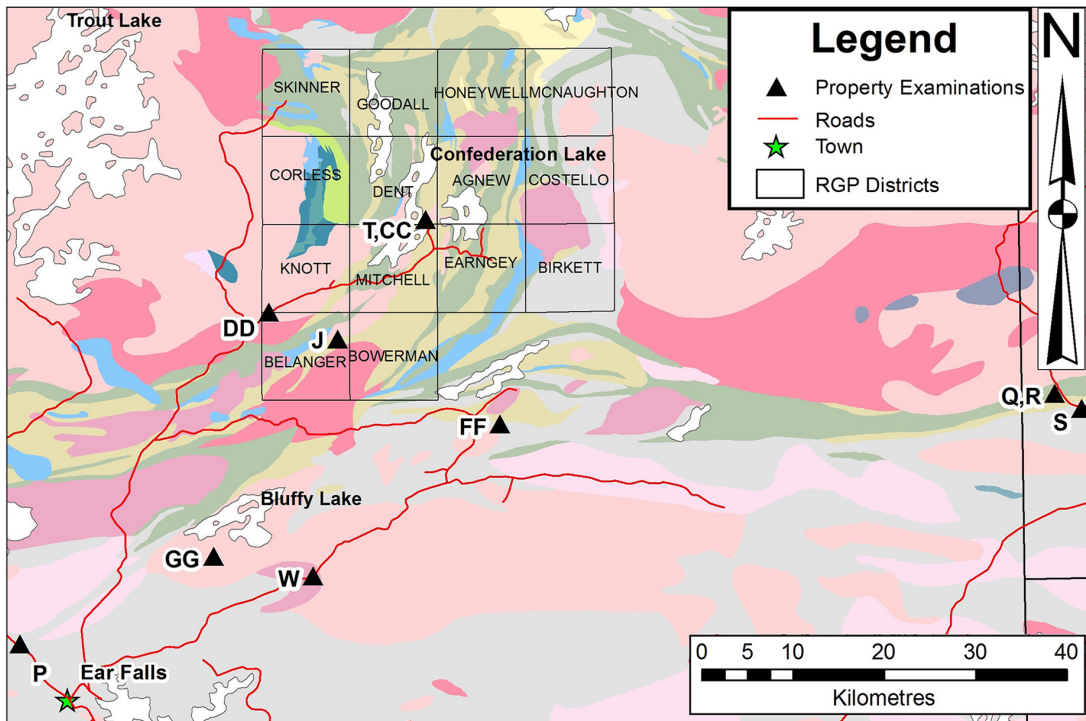 Trout Lake
Legend
N
Property Examinations
Roads
Town
RGP Districts
SKINNER
GOODALL
HONEYWELL
MCNAUGHTON
Confederation Lake
CORLESS
DENT
AGNEW
COSTELLO
T,CC
KNOTT
MITCHELL
EARNGEY
BIRKETT
DD
J
BELANGER
BOWERMAN
Q,R
S
FF
Bluffy Lake
GG
W
P
Ear Falls
0 5 10 20 30 40
Kilometres